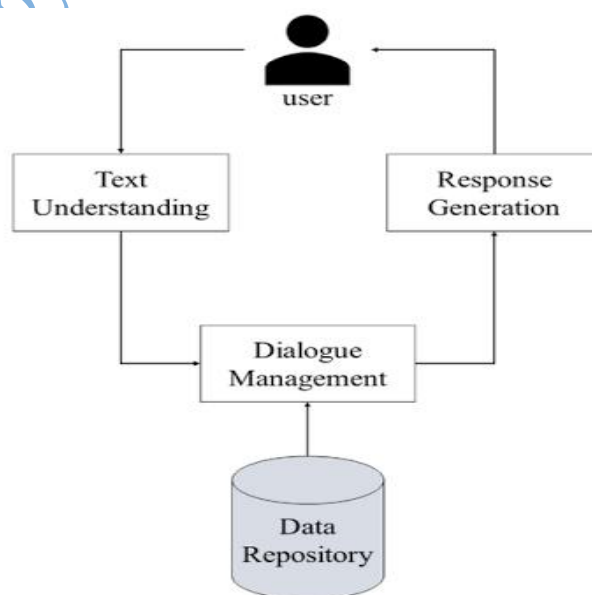 user
Text
Understanding
Response
Generation
Dialogue
Management
Data
Repository